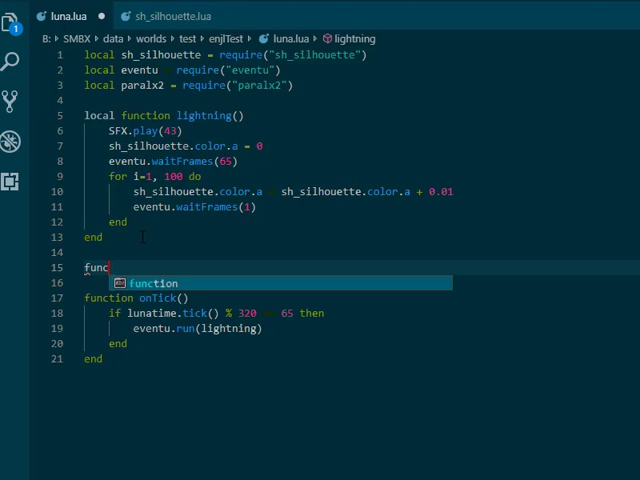 luna.lua
sh_silhouette.lua
1
B: > SMBX > data > worlds > test > enjlTest > luna.lua > lightning
1 local sh_silhouette = require("sh_silhouette")
2 local eventu = require("eventu")
3 local paralx2 = require("paralx2")
4
5 local function lightning()
6 SFX.play(43)
7 sh_silhouette.color.a = 0
8 eventu.waitFrames(65)
9 for i=1, 100 do
10 sh_silhouette.color.a = sh_silhouette.color.a + 0.01
11 eventu.waitFrames(1)
12 end
13 end
14
15 func
16 function
17 function onTick()
18 if lunatime.tick() % 320 == 65 then
19 eventu.run(lightning)
20 end
21 end